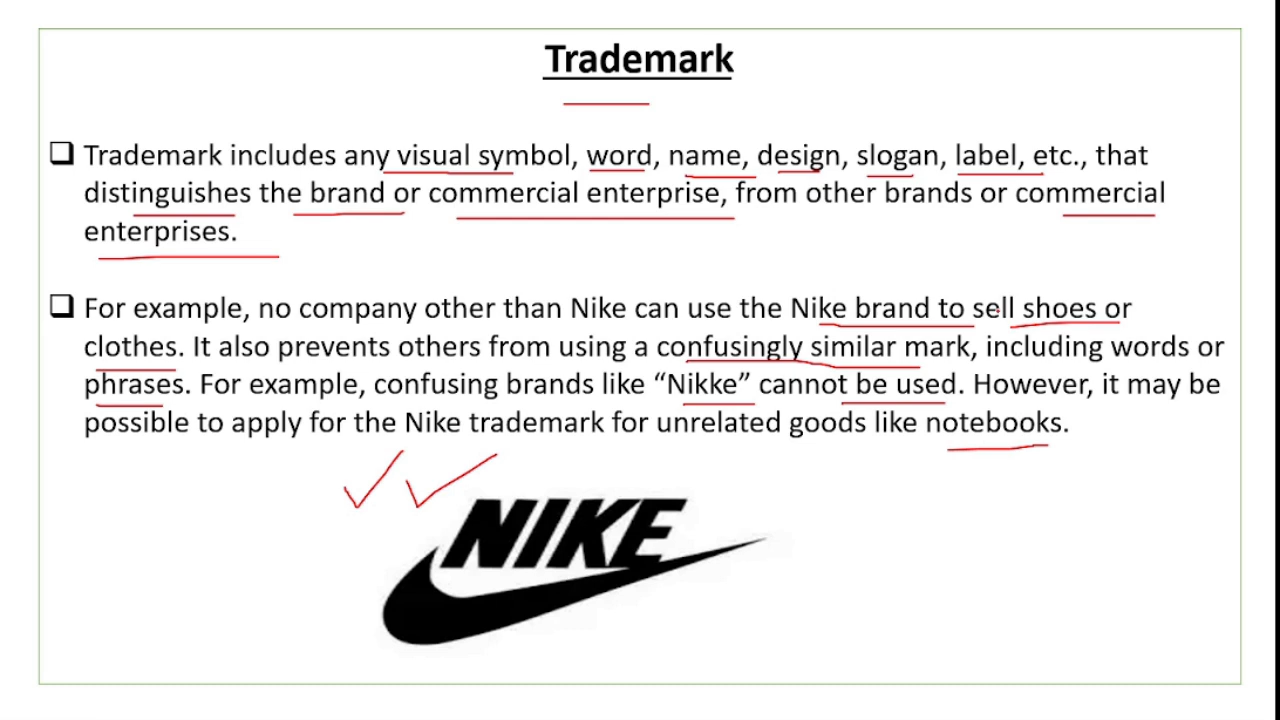 Trademark
❑ Trademark includes any visual symbol, word, name, design, slogan, label, etc., that
distinguishes the brand or commercial enterprise, from other brands or commercial
enterprises.
❑ For example, no company other than Nike can use the Nike brand to sell shoes or
clothes. It also prevents others from using a confusingly similar mark, including words or
phrases. For example, confusing brands like “Nikke” cannot be used. However, it may be
possible to apply for the Nike trademark for unrelated goods like notebooks.
NIKE